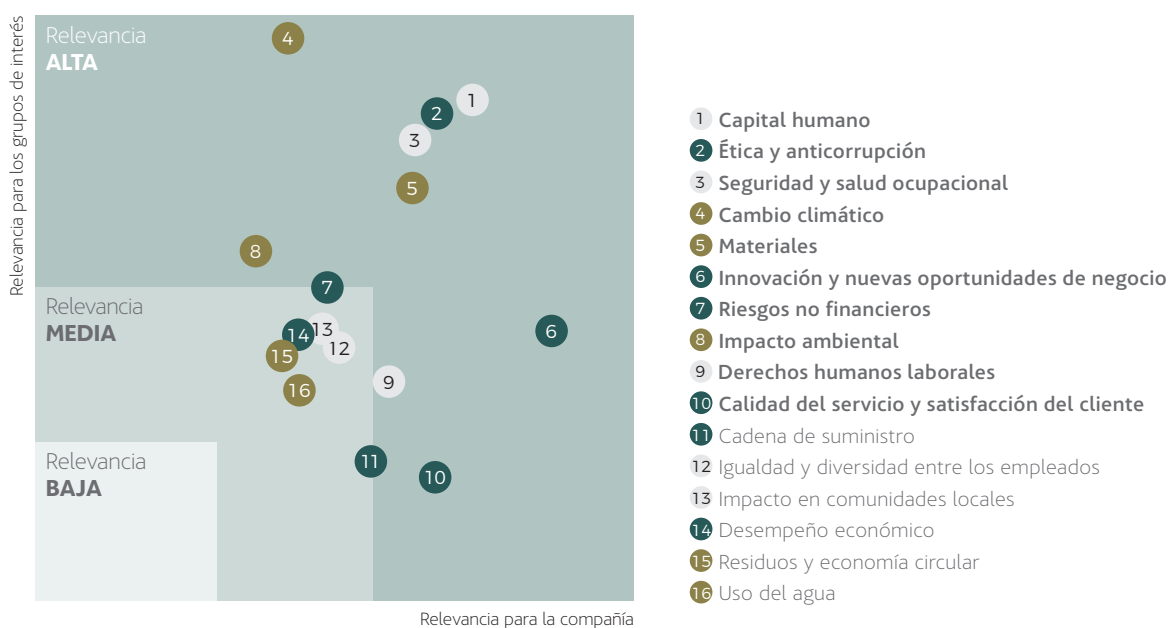 Relevancia para los grupos de interés
Relevancia
ALTA
4
1
2
3
5
8
7
Relevancia
MEDIA
13
14
6
12
15
9
16
Relevancia
BAJA
11
10
Relevancia para la compañía
1 Capital humano
2 Ética y anticorrupción
3 Seguridad y salud ocupacional
4 Cambio climático
5 Materiales
6 Innovación y nuevas oportunidades de negocio
7 Riesgos no financieros
8 Impacto ambiental
9 Derechos humanos laborales
10 Calidad del servicio y satisfacción del cliente
11 Cadena de suministro
12 Igualdad y diversidad entre los empleados
13 Impacto en comunidades locales
14 Desempeño económico
15 Residuos y economía circular
16 Uso del agua